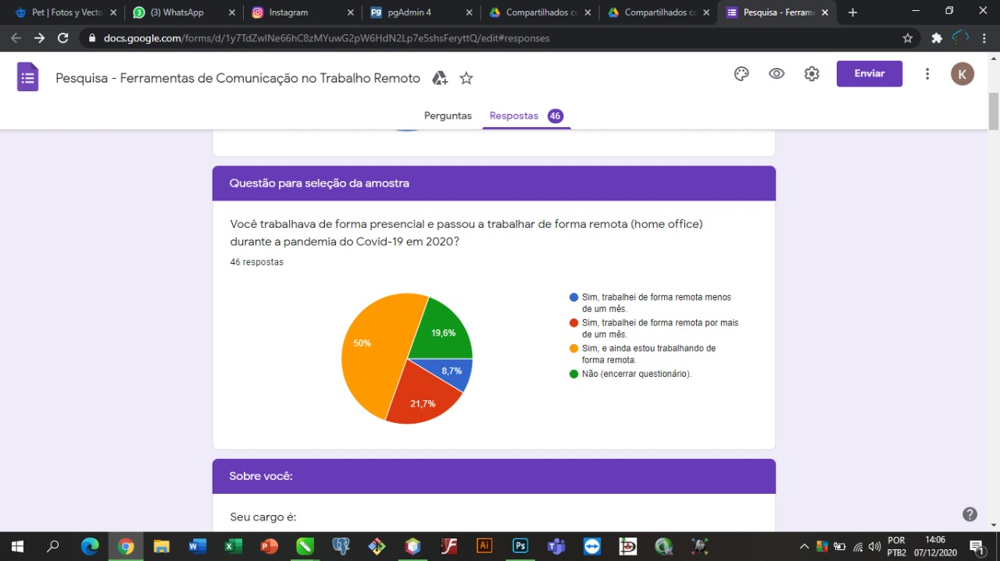 Pet | Fotos y Vecto
(3) WhatsApp
Instagram
pgAdmin 4
Compartilhados co
Compartilhados co
Pesquisa - Ferrame
docs.google.com/forms/d/1y7TdZwINe66hC8zMYuwG2pW6HdN2Lp7e5shsFeryttQ/edit#responses
Pesquisa - Ferramentas de Comunicação no Trabalho Remoto
Enviar
K
Perguntas
Respostas 46
Questão para seleção da amostra
Você trabalhava de forma presencial e passou a trabalhar de forma remota (home office)
durante a pandemia do Covid-19 em 2020?
46 respostas
50%
19,6%
8,7%
21,7%
Sim, trabalhei de forma remota menos
de um mês.
Sim, trabalhei de forma remota por mais
de um mês.
Sim, e ainda estou trabalhando de
forma remota.
Não (encerrar questionário).
Sobre você:
Seu cargo é:
POR
PTB2
14:06
07/12/2020
1